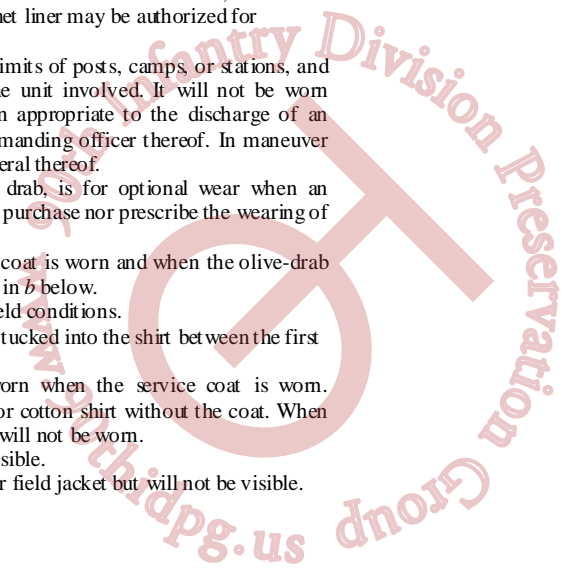 net liner may be authorized for
imits of posts, camps, or stations, and
e unit involved. It will not be worn
n appropriate to the discharge of an
manding officer thereof. In maneuver
eral thereof.
drab, is for optional wear when an
purchase nor prescribe the wearing of
coat is worn and when the olive-drab
in b below.
eld conditions.
tucked into the shirt between the first
orn when the service coat is worn.
or cotton shirt without the coat. When
will not be worn.
sible.
r field jacket but will not be visible.
90th Infantry Division Preservation Group
www.90thidpg.us